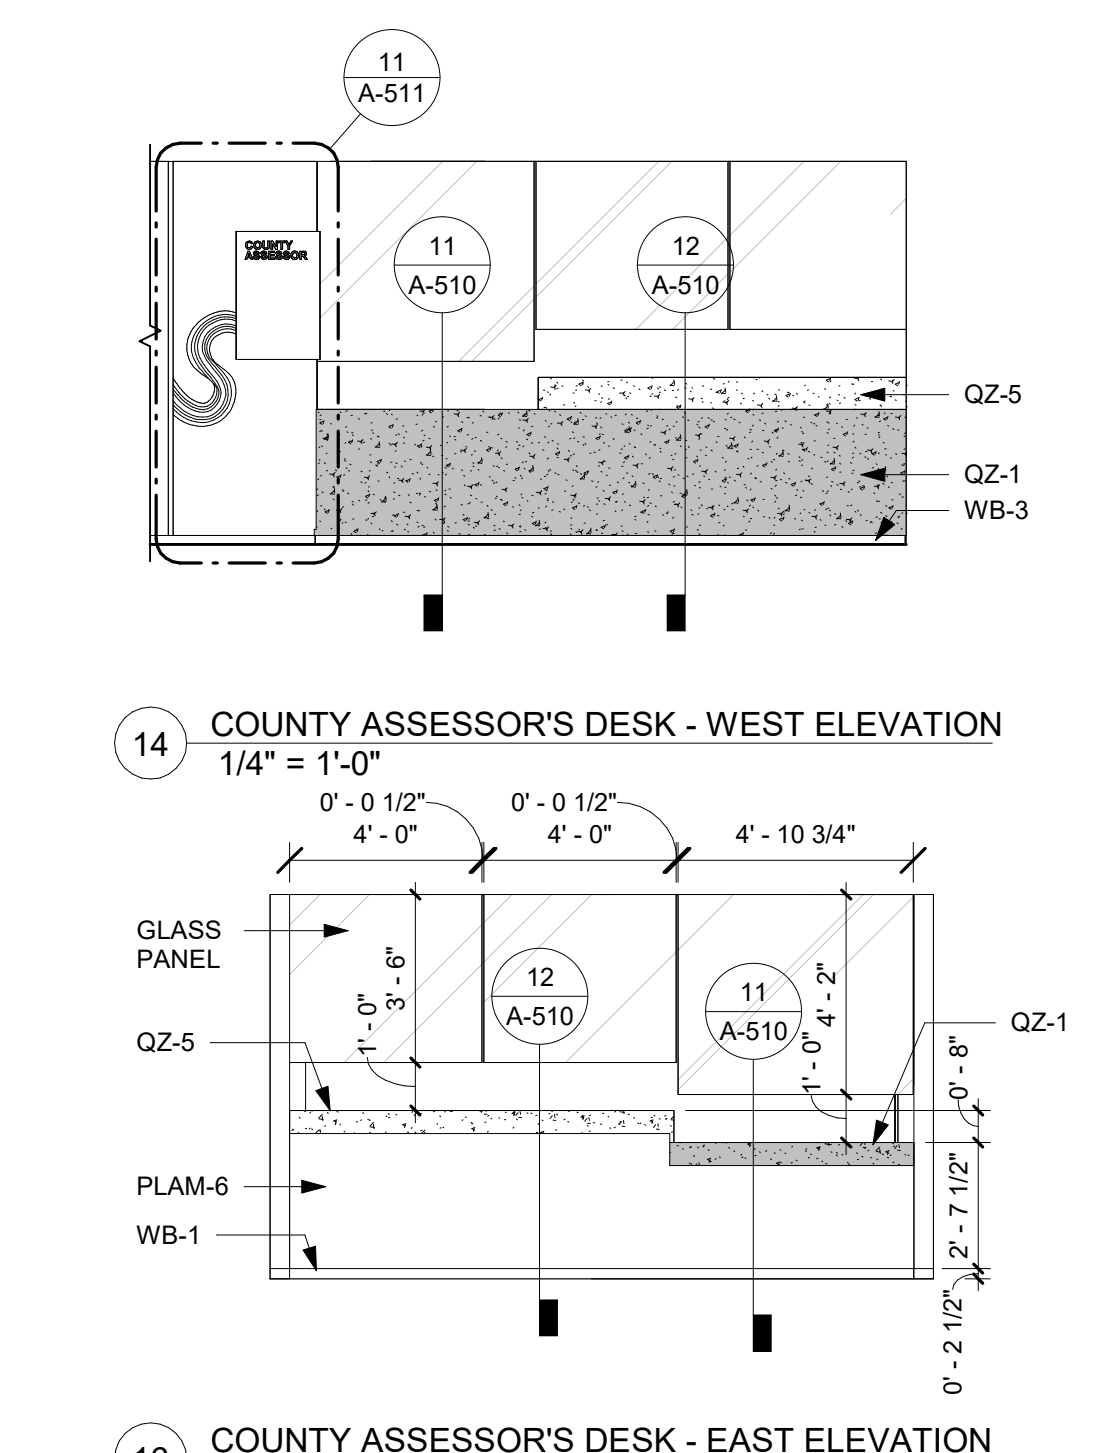 11
A-511
COUNTY
ASSESSOR
11
A-510
12
A-510
QZ-5
QZ-1
WB-3
14
COUNTY ASSESSOR'S DESK - WEST ELEVATION
1/4" = 1'-0"
0' - 0 1/2"
0' - 0 1/2"
4' - 0"
4' - 0"
4' - 10 3/4"
GLASS
PANEL
3' - 6"
1' - 0"
12
A-510
11
A-510
4' - 2"
1' - 0"
QZ-1
QZ-5
0' - 8"
PLAM-6
2' - 7 1/2"
WB-1
0' - 2 1/2"
COUNTY ASSESSOR'S DESK - EAST ELEVATION